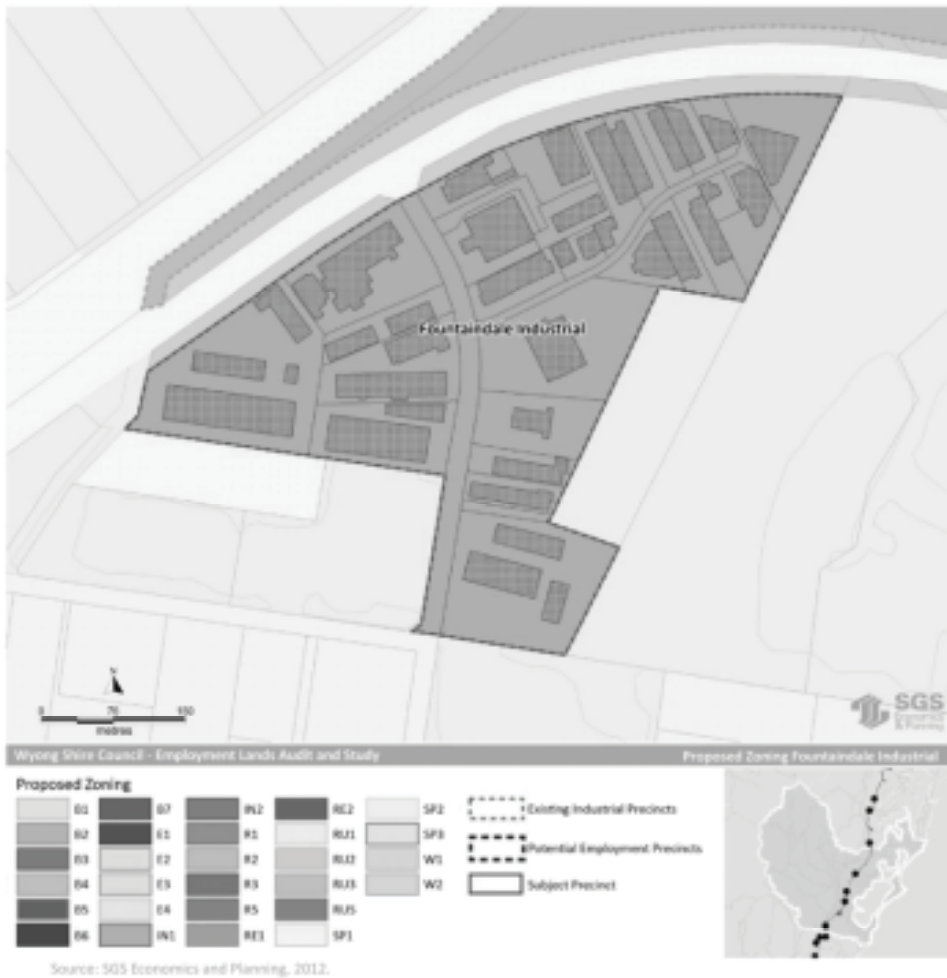 Fountaindale Industrial
N
0 75 150
metres
SGS
Economics
& Planning
Wyong Shire Council - Employment Lands Audit and Study
Proposed Zoning Fountaindale Industrial
Proposed Zoning
B1 B7 IN2 RE2 SP2
B2 E1 R1 RU1 SP3
B3 E2 R2 RU2 W1
B4 E3 R3 RU3 W2
B5 E4 R5 RU5
B6 IN1 RE1 SP1
Existing Industrial Precincts
Potential Employment Precincts
Subject Precinct
Source: SGS Economics and Planning, 2012.